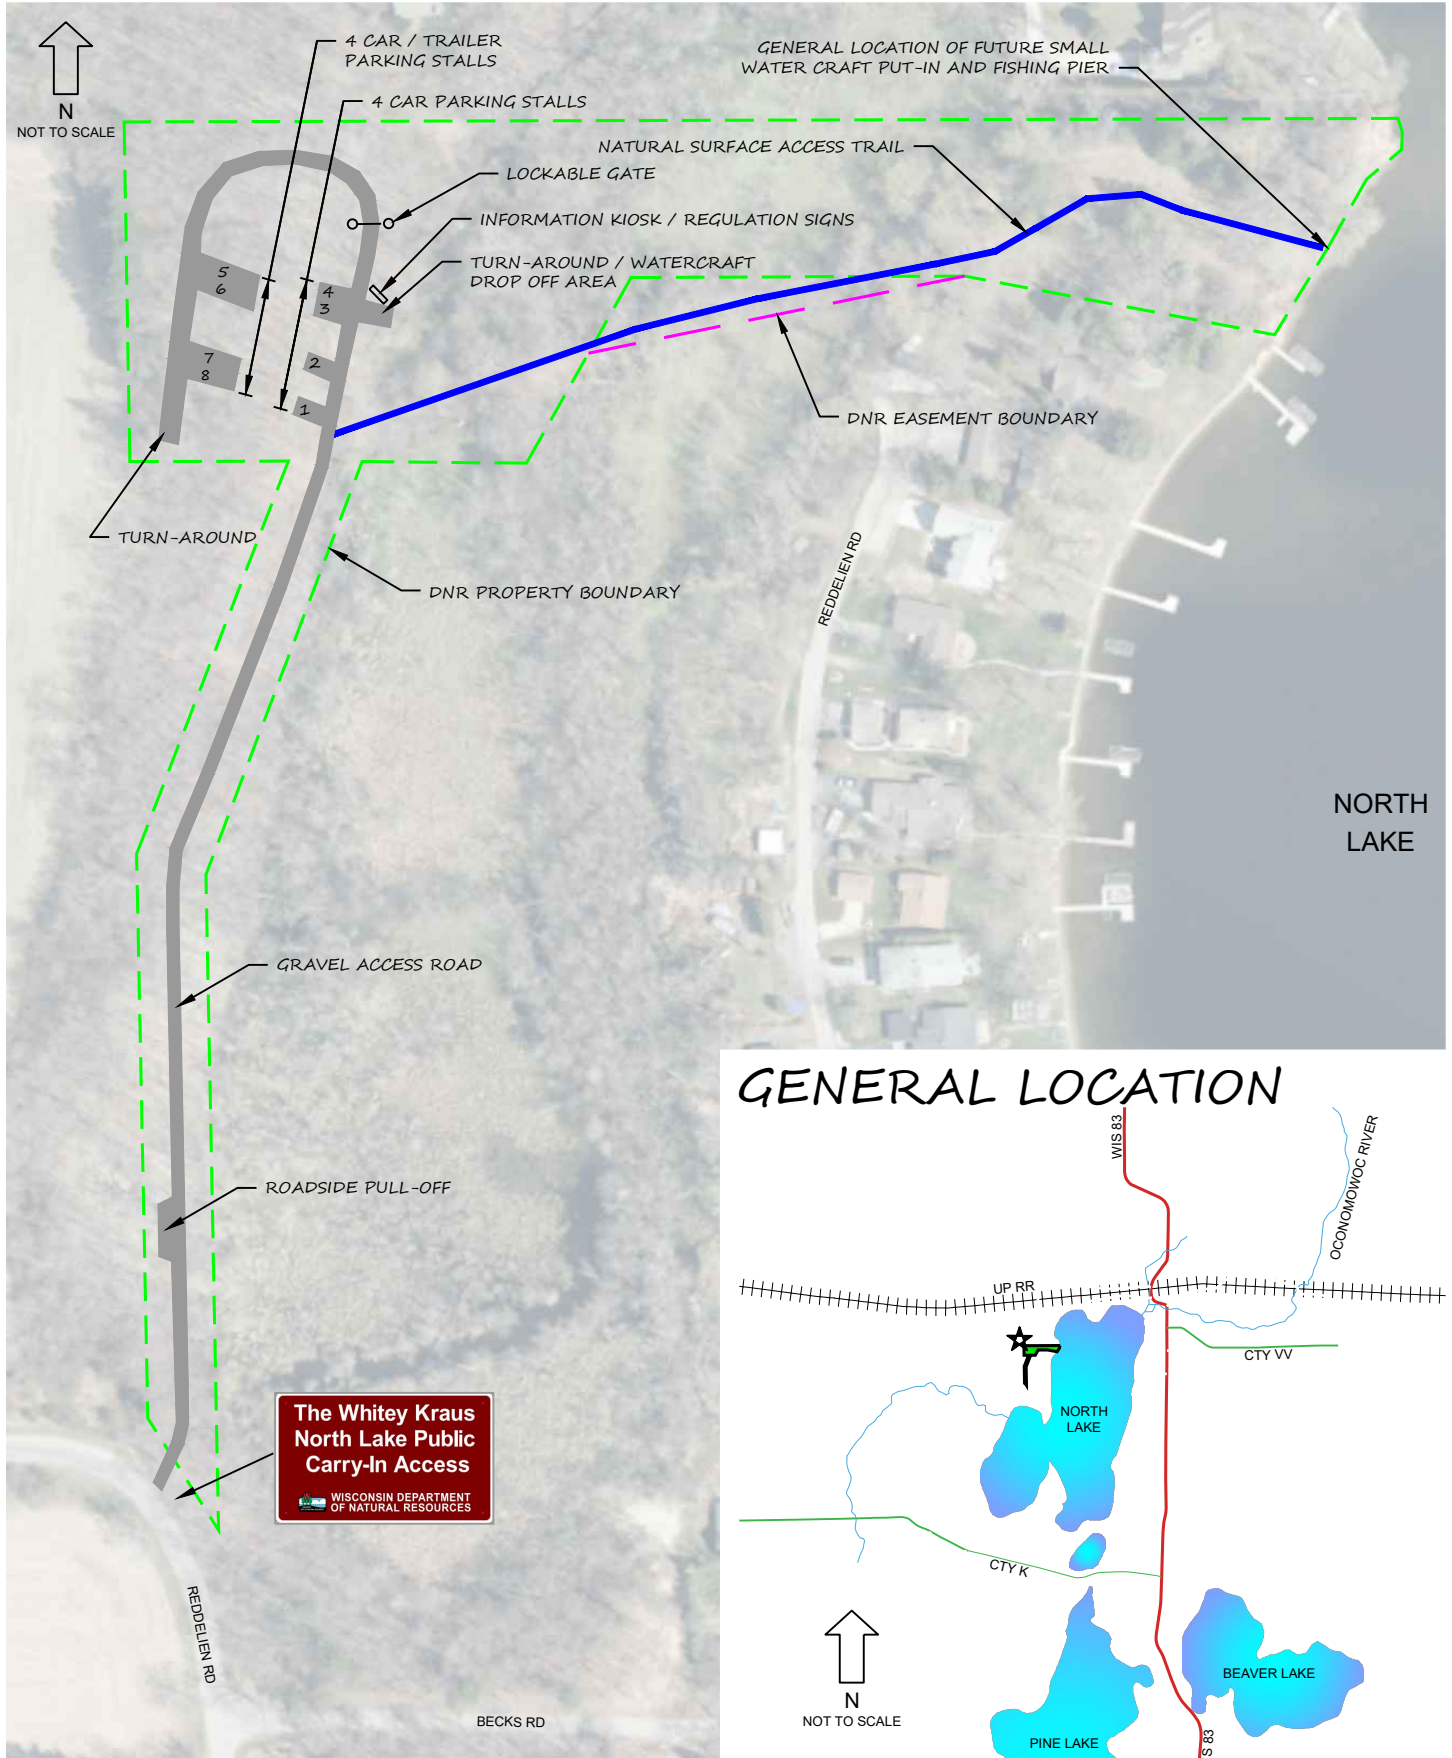 4 CAR / TRAILER
PARKING STALLS
GENERAL LOCATION OF FUTURE SMALL
WATER CRAFT PUT-IN AND FISHING PIER
N
NOT TO SCALE
4 CAR PARKING STALLS
NATURAL SURFACE ACCESS TRAIL
LOCKABLE GATE
INFORMATION KIOSK / REGULATION SIGNS
TURN-AROUND / WATERCRAFT
DROP OFF AREA
5
6
4
3
7
8
2
1
DNR EASEMENT BOUNDARY
TURN-AROUND
DNR PROPERTY BOUNDARY
REDDELIEN RD
NORTH
LAKE
GRAVEL ACCESS ROAD
ROADSIDE PULL-OFF
The Whitey Kraus
North Lake Public
Carry-In Access
WISCONSIN DEPARTMENT
OF NATURAL RESOURCES
REDDELIEN RD
BECKS RD
GENERAL LOCATION
WIS 83
OCONOMOWOC RIVER
UP RR
CTY VV
NORTH
LAKE
CTY K
N
NOT TO SCALE
BEAVER LAKE
PINE LAKE
S 83